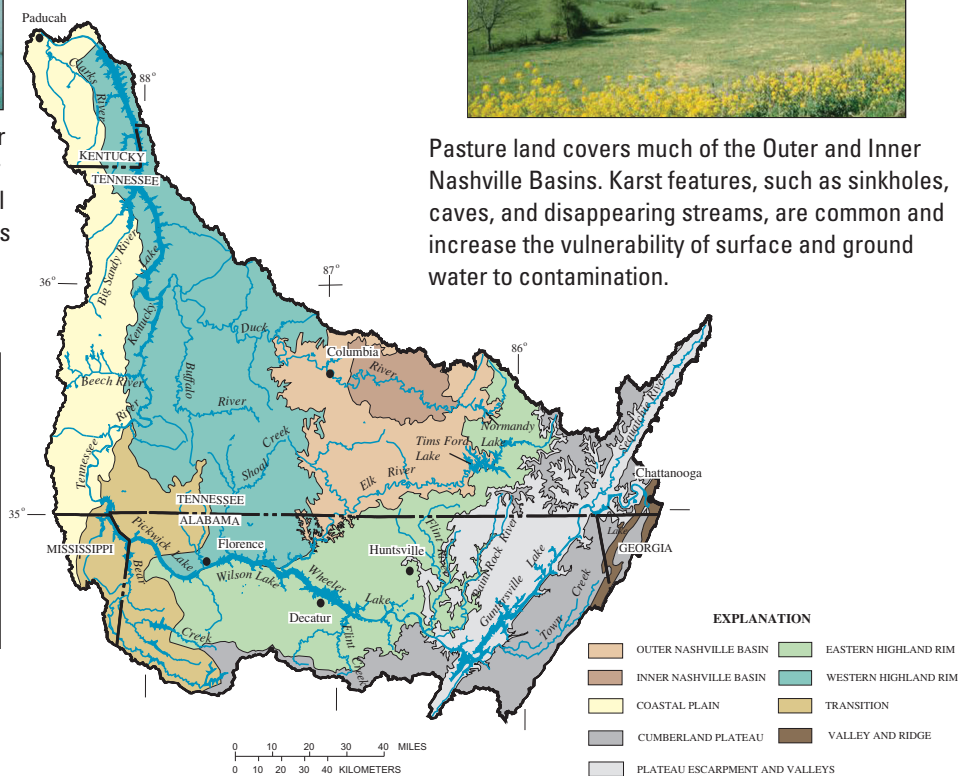 Paducah
Clarks
River
88°
KENTUCKY
TENNESSEE
r
l
s
Pasture land covers much of the Outer and Inner
Nashville Basins. Karst features, such as sinkholes,
caves, and disappearing streams, are common and
increase the vulnerability of surface and ground
water to contamination.
Big Sandy River
Kentucky Lake
36°
87°
Duck
Columbia
River
86°
Beech River
Buffalo
River
Tennessee River
Shoal Creek
Normandy
Lake
Tims Ford
Lake
Elk River
Sequatchie River
Chattanooga
35°
TENNESSEE
ALABAMA
MISSISSIPPI
Pickwick Lake
Florence
Bear
Creek
Wilson Lake
Wheeler
Lake
Decatur
Huntsville
Flint River
Flint
Creek
Paint Rock River
Guntersville Lake
Town Creek
Lake
GEORGIA
EXPLANATION
OUTER NASHVILLE BASIN
EASTERN HIGHLAND RIM
INNER NASHVILLE BASIN
WESTERN HIGHLAND RIM
COASTAL PLAIN
TRANSITION
CUMBERLAND PLATEAU
VALLEY AND RIDGE
PLATEAU ESCARPMENT AND VALLEYS
0 10 20 30 40 MILES
0 10 20 30 40 KILOMETERS